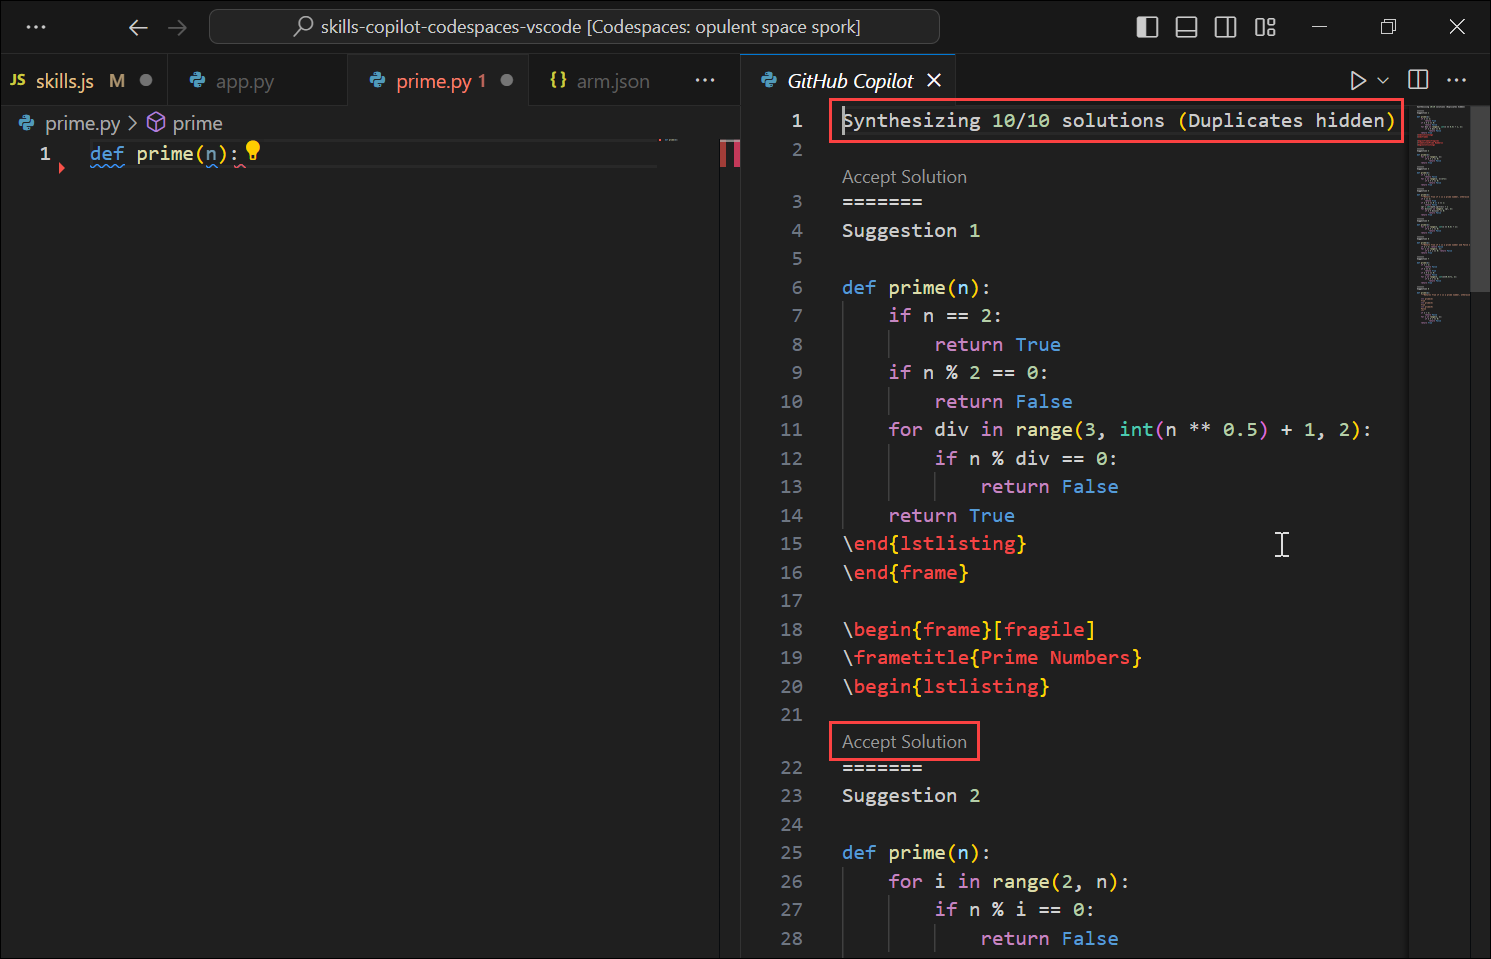 skills-copilot-codespaces-vscode [Codespaces: opulent space spork]
JS skills.js M
app.py
prime.py 1
{} arm.json
GitHub Copilot
prime.py > prime
1 def prime(n):
1 Synthesizing 10/10 solutions (Duplicates hidden)
2
Accept Solution
3 =======
4 Suggestion 1
5
6 def prime(n):
7 if n == 2:
8 return True
9 if n % 2 == 0:
10 return False
11 for div in range(3, int(n ** 0.5) + 1, 2):
12 if n % div == 0:
13 return False
14 return True
15 \end{lstlisting}
16 \end{frame}
17
18 \begin{frame}[fragile]
19 \frametitle{Prime Numbers}
20 \begin{lstlisting}
21
Accept Solution
22 =======
23 Suggestion 2
24
25 def prime(n):
26 for i in range(2, n):
27 if n % i == 0:
28 return False